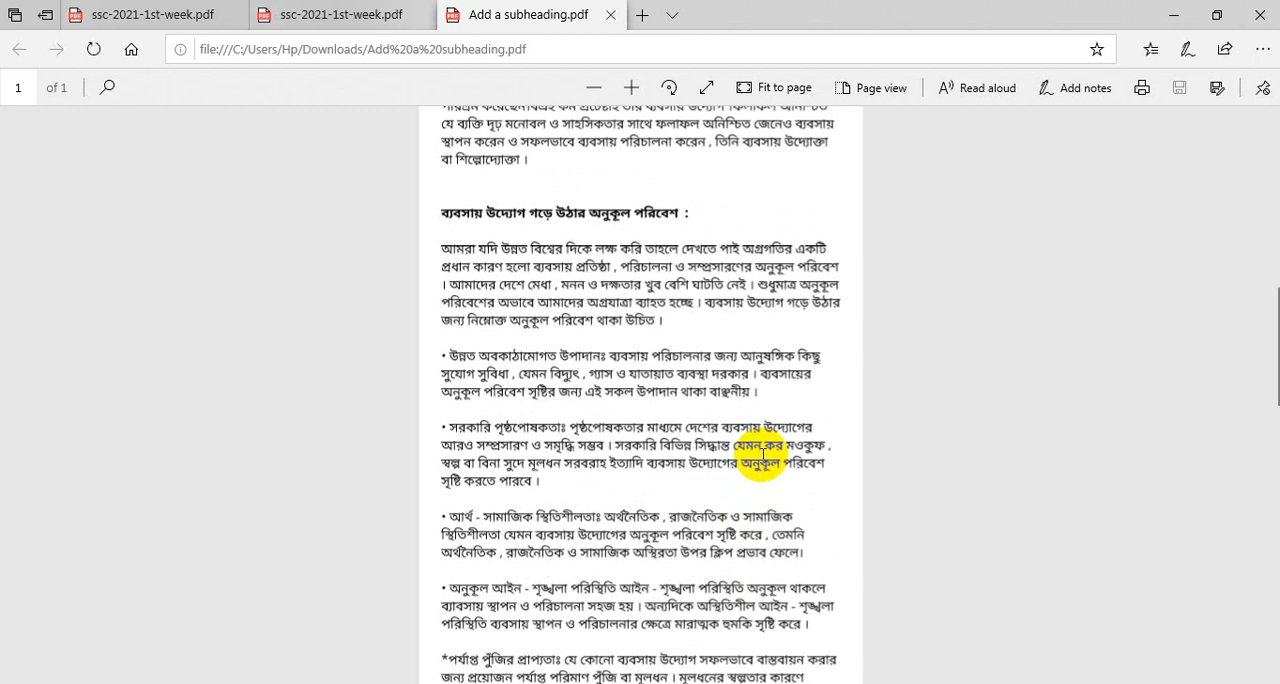 ssc-2021-1st-week.pdf
ssc-2021-1st-week.pdf
Add a subheading.pdf
file:///C:/Users/Hp/Downloads/Add%20a%20subheading.pdf
1 of 1
Fit to page
Page view
Read aloud
Add notes
যে ব্যক্তি দৃঢ় মনোবল ও সাহসিকতার সাথে ফলাফল অনিশ্চিত জেনেও ব্যবসায়
স্থাপন করেন ও সফলভাবে ব্যবসায় পরিচালনা করেন , তিনি ব্যবসায় উদ্যোক্তা
বা শিল্পোদ্যোক্তা ।
ব্যবসায় উদ্যোগ গড়ে উঠার অনুকূল পরিবেশ :
আমরা যদি উন্নত বিশ্বের দিকে লক্ষ করি তাহলে দেখতে পাই অগ্রগতির একটি
প্রধান কারণ হলো ব্যবসায় প্রতিষ্ঠা , পরিচালনা ও সম্প্রসারণের অনুকূল পরিবেশ
। আমাদের দেশে মেধা , মনন ও দক্ষতার খুব বেশি ঘাটতি নেই । শুধুমাত্র অনুকূল
পরিবেশের অভাবে আমাদের অগ্রযাত্রা ব্যাহত হচ্ছে । ব্যবসায় উদ্যোগ গড়ে উঠার
জন্য নিম্নোক্ত অনুকূল পরিবেশ থাকা উচিত ।
• উন্নত অবকাঠামোগত উপাদানঃ ব্যবসায় পরিচালনার জন্য আনুষঙ্গিক কিছু
সুযোগ সুবিধা , যেমন বিদ্যুৎ , গ্যাস ও যাতায়াত ব্যবস্থা দরকার । ব্যবসায়ের
অনুকূল পরিবেশ সৃষ্টির জন্য এই সকল উপাদান থাকা বাঞ্ছনীয় ।
• সরকারি পৃষ্ঠপোষকতাঃ পৃষ্ঠপোষকতার মাধ্যমে দেশের ব্যবসায় উদ্যোগের
আরও সম্প্রসারণ ও সমৃদ্ধি সম্ভব । সরকারি বিভিন্ন সিদ্ধান্ত যেমন কর মওকুফ ,
স্বল্প বা বিনা সুদে মূলধন সরবরাহ ইত্যাদি ব্যবসায় উদ্যোগের অনুকূল পরিবেশ
সৃষ্টি করতে পারবে ।
• আর্থ - সামাজিক স্থিতিশীলতাঃ অর্থনৈতিক , রাজনৈতিক ও সামাজিক
স্থিতিশীলতা যেমন ব্যবসায় উদ্যোগের অনুকূল পরিবেশ সৃষ্টি করে , তেমনি
অর্থনৈতিক , রাজনৈতিক ও সামাজিক অস্থিরতা উপর ক্লিপ প্রভাব ফেলে।
• অনুকূল আইন - শৃঙ্খলা পরিস্থিতি আইন - শৃঙ্খলা পরিস্থিতি অনুকূল থাকলে
ব্যাবসায় স্থাপন ও পরিচালনা সহজ হয় । অন্যদিকে অস্থিতিশীল আইন - শৃঙ্খলা
পরিস্থিতি ব্যবসায় স্থাপন ও পরিচালনার ক্ষেত্রে মারাত্মক হুমকি সৃষ্টি করে ।
*পর্যাপ্ত পুঁজির প্রাপ্যতাঃ যে কোনো ব্যবসায় উদ্যোগ সফলভাবে বাস্তবায়ন করার
জন্য প্রয়োজন পর্যাপ্ত পরিমাণ পুঁজি বা মূলধন । মূলধনের স্বল্পতার কারণে